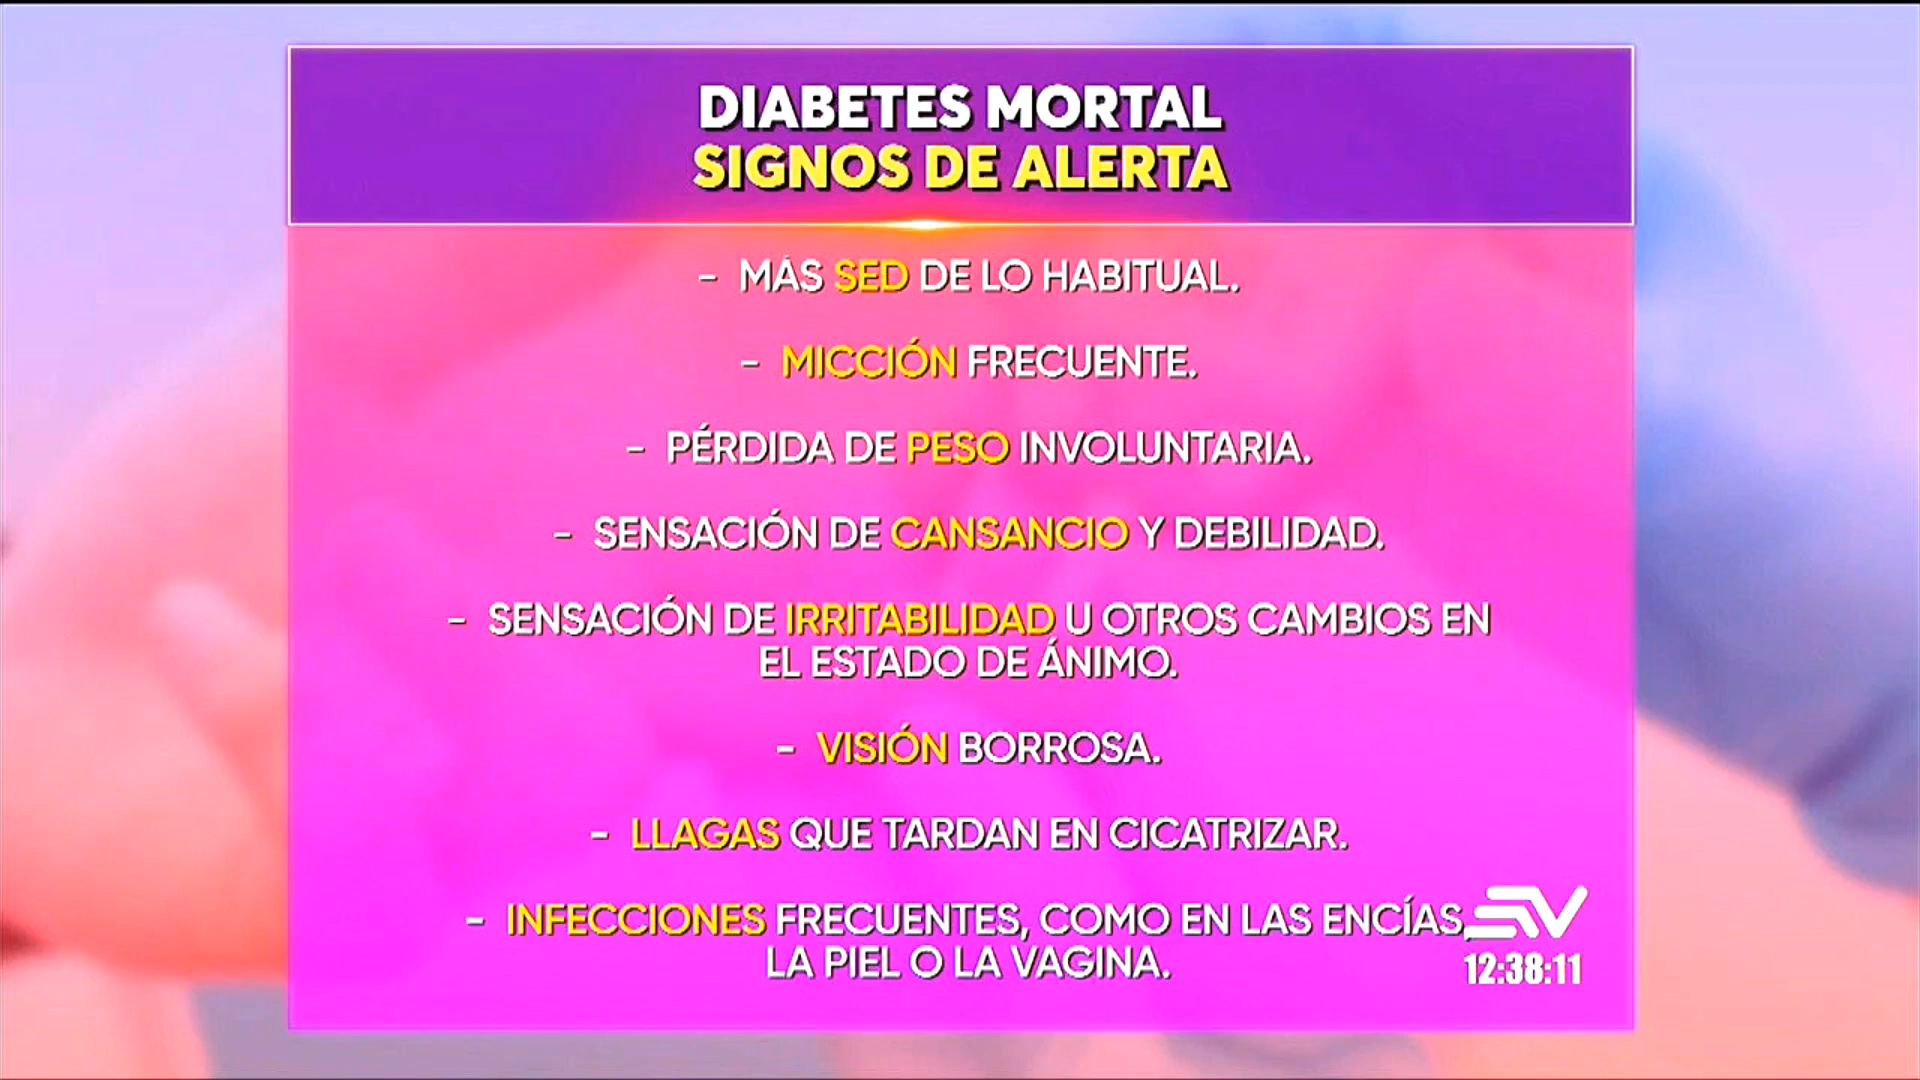 DIABETES MORTAL
SIGNOS DE ALERTA
- MÁS SED DE LO HABITUAL.
- MICCIÓN FRECUENTE.
- PÉRDIDA DE PESO INVOLUNTARIA.
- SENSACIÓN DE CANSANCIO Y DEBILIDAD.
- SENSACIÓN DE IRRITABILIDAD U OTROS CAMBIOS EN
EL ESTADO DE ÁNIMO.
- VISIÓN BORROSA.
- LLAGAS QUE TARDAN EN CICATRIZAR.
- INFECCIONES FRECUENTES, COMO EN LAS ENCÍAS,
LA PIEL O LA VAGINA.
EV
12:38:11